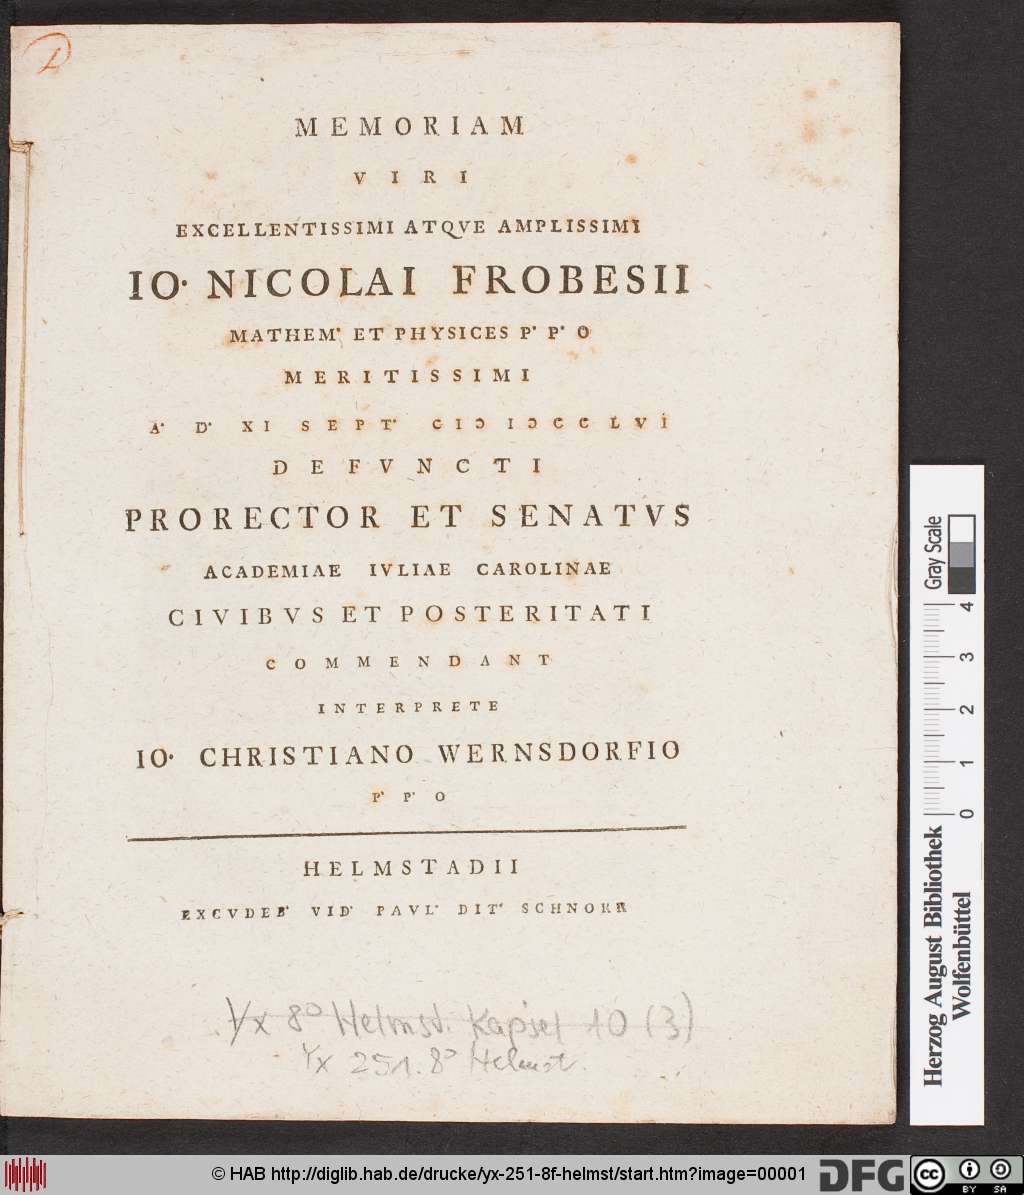 MEMORIAM
VIRI
EXCELLENTISSIMI ATQVE AMPLISSIMI
IO· NICOLAI FROBESII
MATHEM· ET PHYSICES P· P· O
MERITISSIMI
A· D· XI SEPT· CIƆ IƆCCLVI
DEFVNCTI
PRORECTOR ET SENATVS
ACADEMIAE IVLIAE CAROLINAE
CIVIBVS ET POSTERITATI
COMMENDANT
INTERPRETE
IO· CHRISTIANO WERNSDORFIO
P· P· O
HELMSTADII
EXCVDEB· VID· PAVL· DIT· SCHNORR
Yx 8° Helmst. Kapsel 10 (3)
Yx 251. 8° Helmst.
Herzog August Bibliothek
Wolfenbüttel
0 1 2 3 4
Gray Scale
© HAB http://diglib.hab.de/drucke/yx-251-8f-helmst/start.htm?image=00001
DFG
cc BY SA